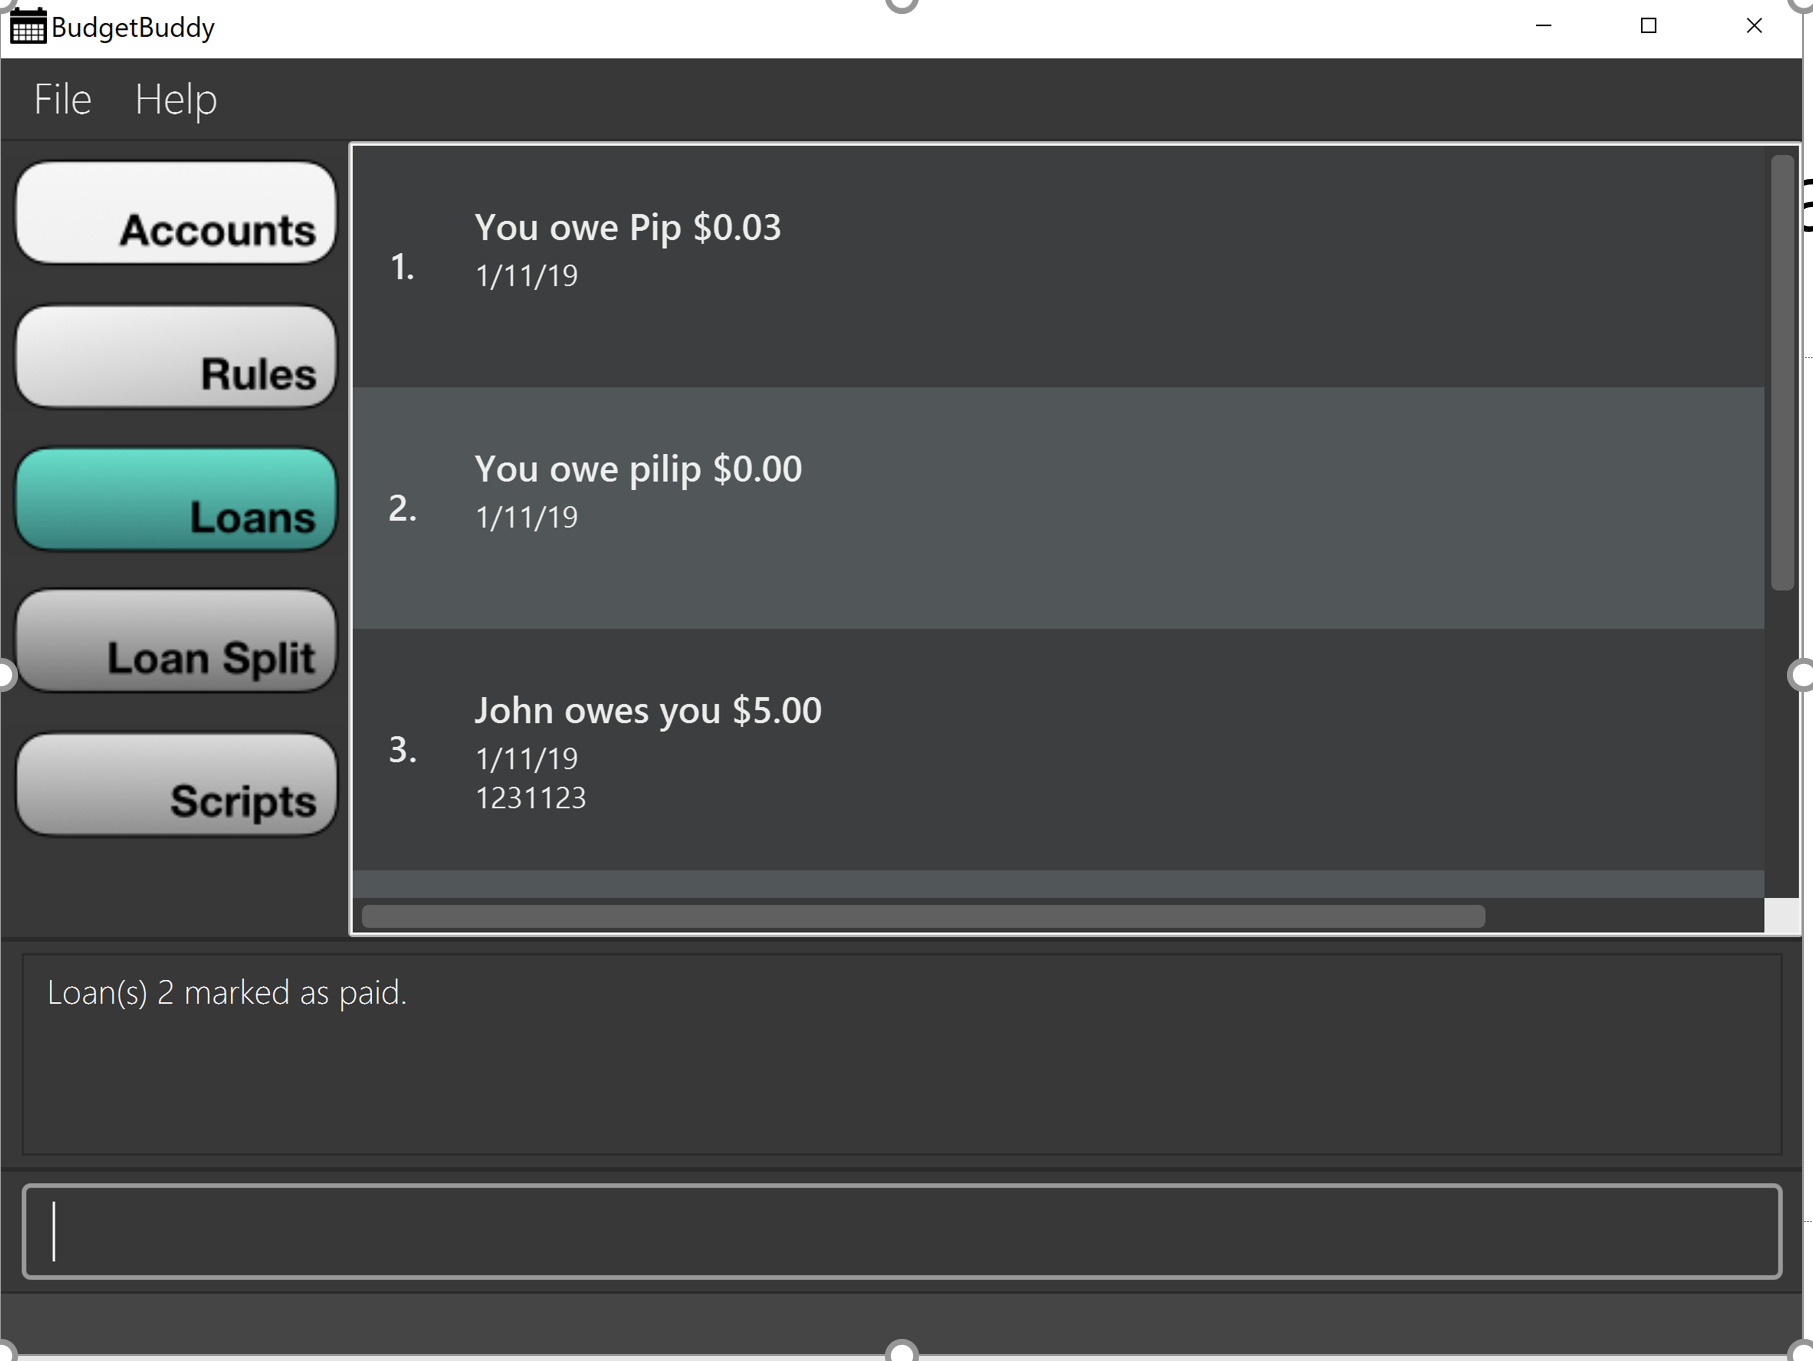 BudgetBuddy
File Help
Accounts
Rules
Loans
Loan Split
Scripts
1.
You owe Pip $0.03
1/11/19
2.
You owe pilip $0.00
1/11/19
3.
John owes you $5.00
1/11/19
1231123
Loan(s) 2 marked as paid.